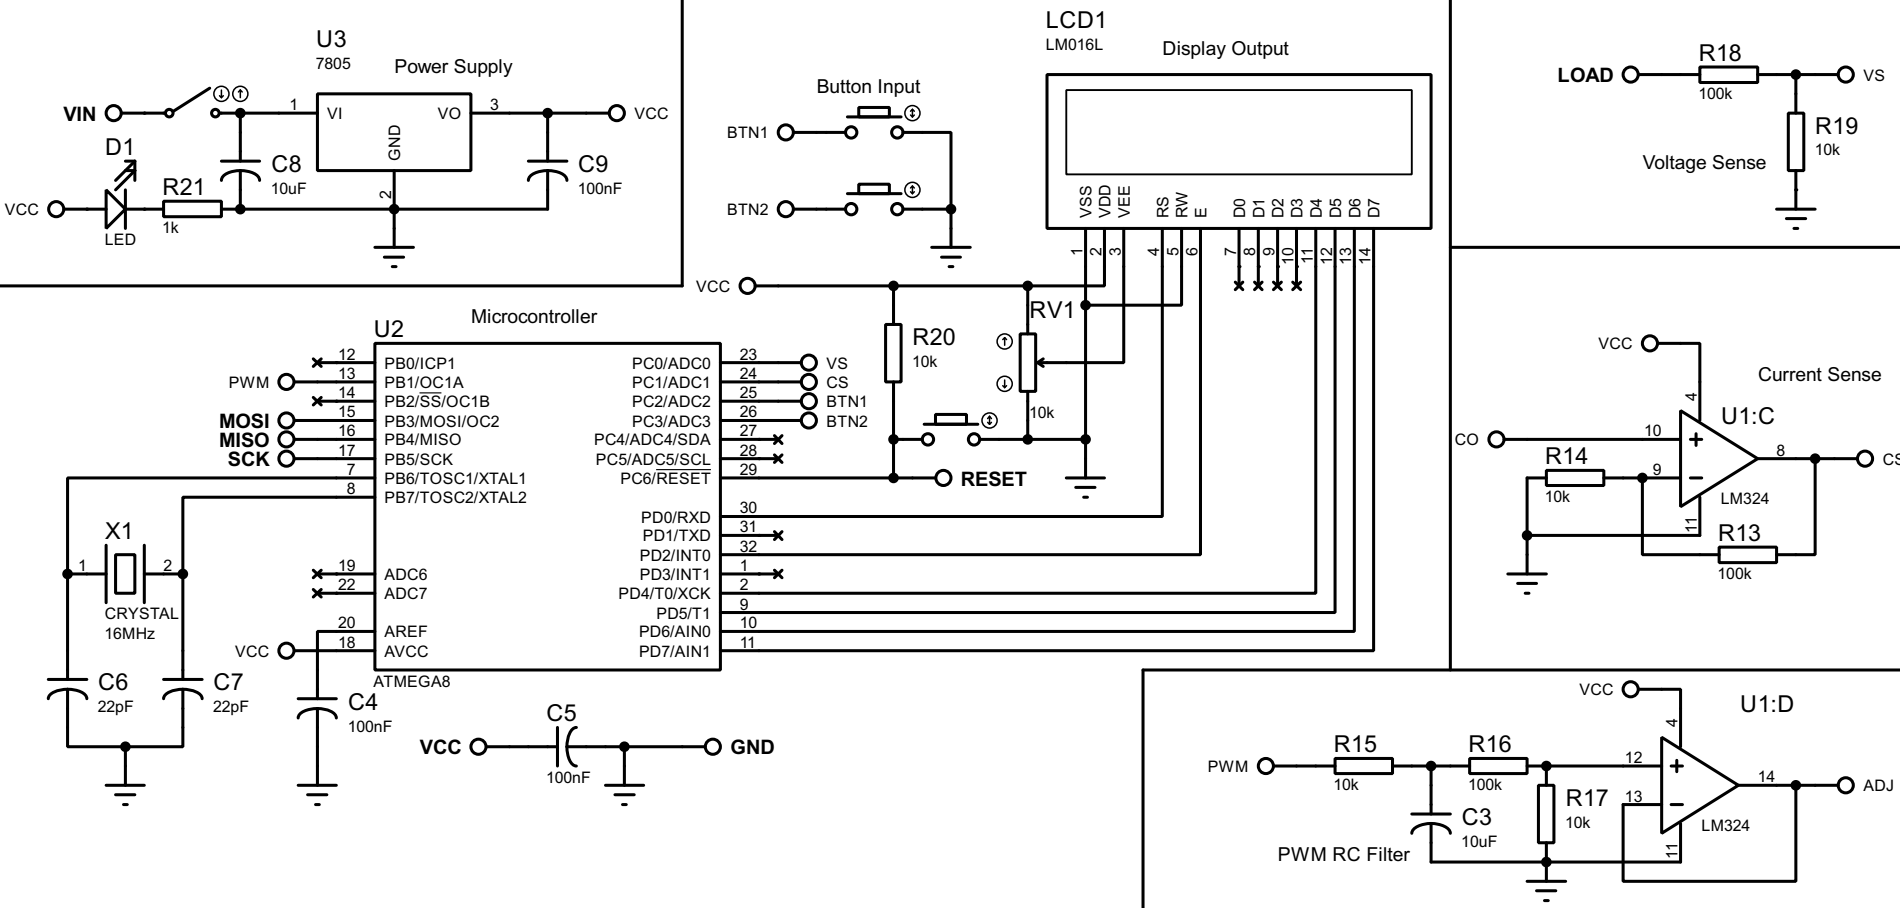 U3
7805
Power Supply
VIN
1
VI
VO
3
VCC
GND
2
D1
LED
VCC
R21
1k
C8
10uF
C9
100nF
Button Input
BTN1
BTN2
LCD1
LM016L
Display Output
VSS
VDD
VEE
RS
RW
E
D0
D1
D2
D3
D4
D5
D6
D7
1
2
3
4
5
6
7
8
9
10
11
12
13
14
VCC
R20
10k
RV1
10k
RESET
LOAD
R18
100k
VS
R19
10k
Voltage Sense
Microcontroller
U2
12 PB0/ICP1
PWM 13 PB1/OC1A
14 PB2/SS/OC1B
MOSI 15 PB3/MOSI/OC2
MISO 16 PB4/MISO
SCK 17 PB5/SCK
7 PB6/TOSC1/XTAL1
8 PB7/TOSC2/XTAL2
19 ADC6
22 ADC7
20 AREF
VCC 18 AVCC
PC0/ADC0 23 VS
PC1/ADC1 24 CS
PC2/ADC2 25 BTN1
PC3/ADC3 26 BTN2
PC4/ADC4/SDA 27
PC5/ADC5/SCL 28
PC6/RESET 29
PD0/RXD 30
PD1/TXD 31
PD2/INT0 32
PD3/INT1 1
PD4/T0/XCK 2
PD5/T1 9
PD6/AIN0 10
PD7/AIN1 11
ATMEGA8
X1
1
2
CRYSTAL
16MHz
C6
22pF
C7
22pF
C4
100nF
C5
100nF
VCC
GND
VCC
Current Sense
4
U1:C
CO
10
9
8
CS
11
LM324
R14
10k
R13
100k
VCC
U1:D
4
PWM
R15
10k
R16
100k
R17
10k
C3
10uF
12
13
14
ADJ
11
LM324
PWM RC Filter